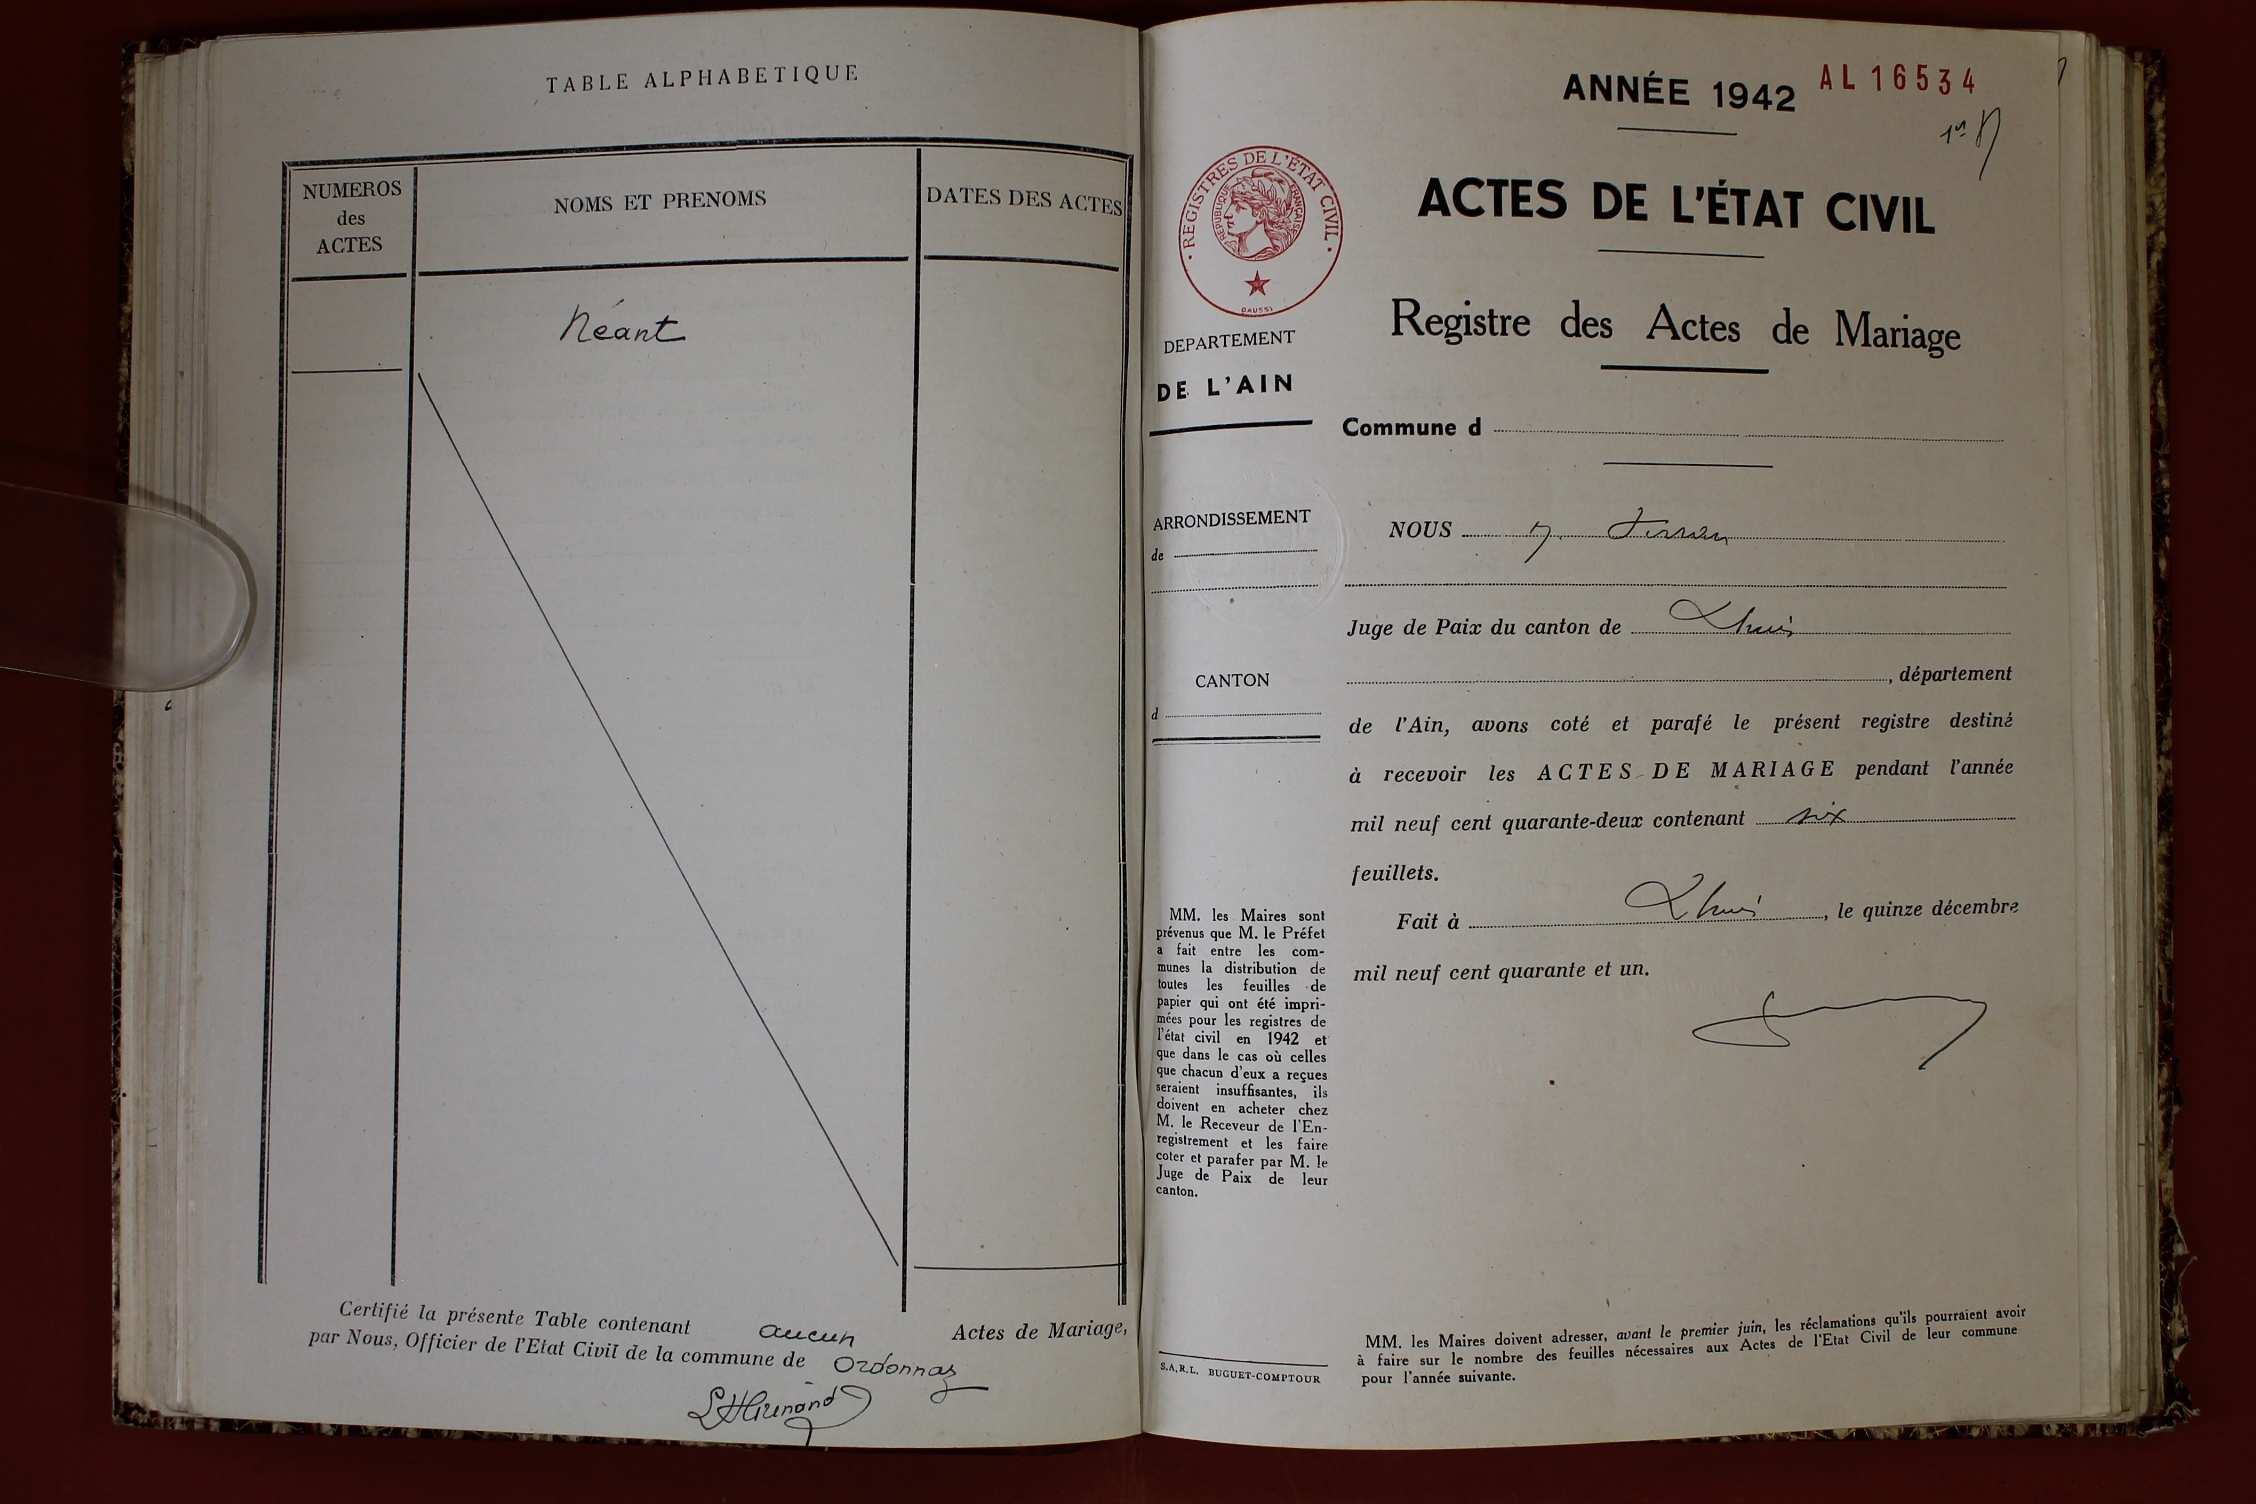 TABLE ALPHABETIQUE
NUMEROS
des
ACTES
NOMS ET PRENOMS
DATES DES ACTES
Néant
Certifié la présente Table contenant aucun Actes de Mariage,
par Nous, Officier de l'Etat Civil de la commune de Ordonnaz
ANNÉE 1942
AL 16534
REGISTRES DE L'ÉTAT CIVIL
RÉPUBLIQUE FRANÇAISE
DAUSSI
ACTES DE L'ÉTAT CIVIL
Registre des Actes de Mariage
DEPARTEMENT
DE L'AIN
Commune d
ARRONDISSEMENT
de
CANTON
d
NOUS
Juge de Paix du canton de Lhuis
, département
de l'Ain, avons coté et parafé le présent registre destiné
à recevoir les ACTES DE MARIAGE pendant l'année
mil neuf cent quarante-deux contenant six
feuillets.
Fait à Lhuis, le quinze décembre
mil neuf cent quarante et un.
MM. les Maires sont
prévenus que M. le Préfet
a fait entre les com-
munes la distribution de
toutes les feuilles de
papier qui ont été impri-
mées pour les registres de
l'état civil en 1942 et
que dans le cas où celles
que chacun d'eux a reçues
seraient insuffisantes, ils
doivent en acheter chez
M. le Receveur de l'En-
registrement et les faire
coter et parafer par M. le
Juge de Paix de leur
canton.
S.A.R.L. BUGUET-COMPTOUR
MM. les Maires doivent adresser, avant le premier juin, les réclamations qu'ils pourraient avoir
à faire sur le nombre des feuilles nécessaires aux Actes de l'Etat Civil de leur commune
pour l'année suivante.